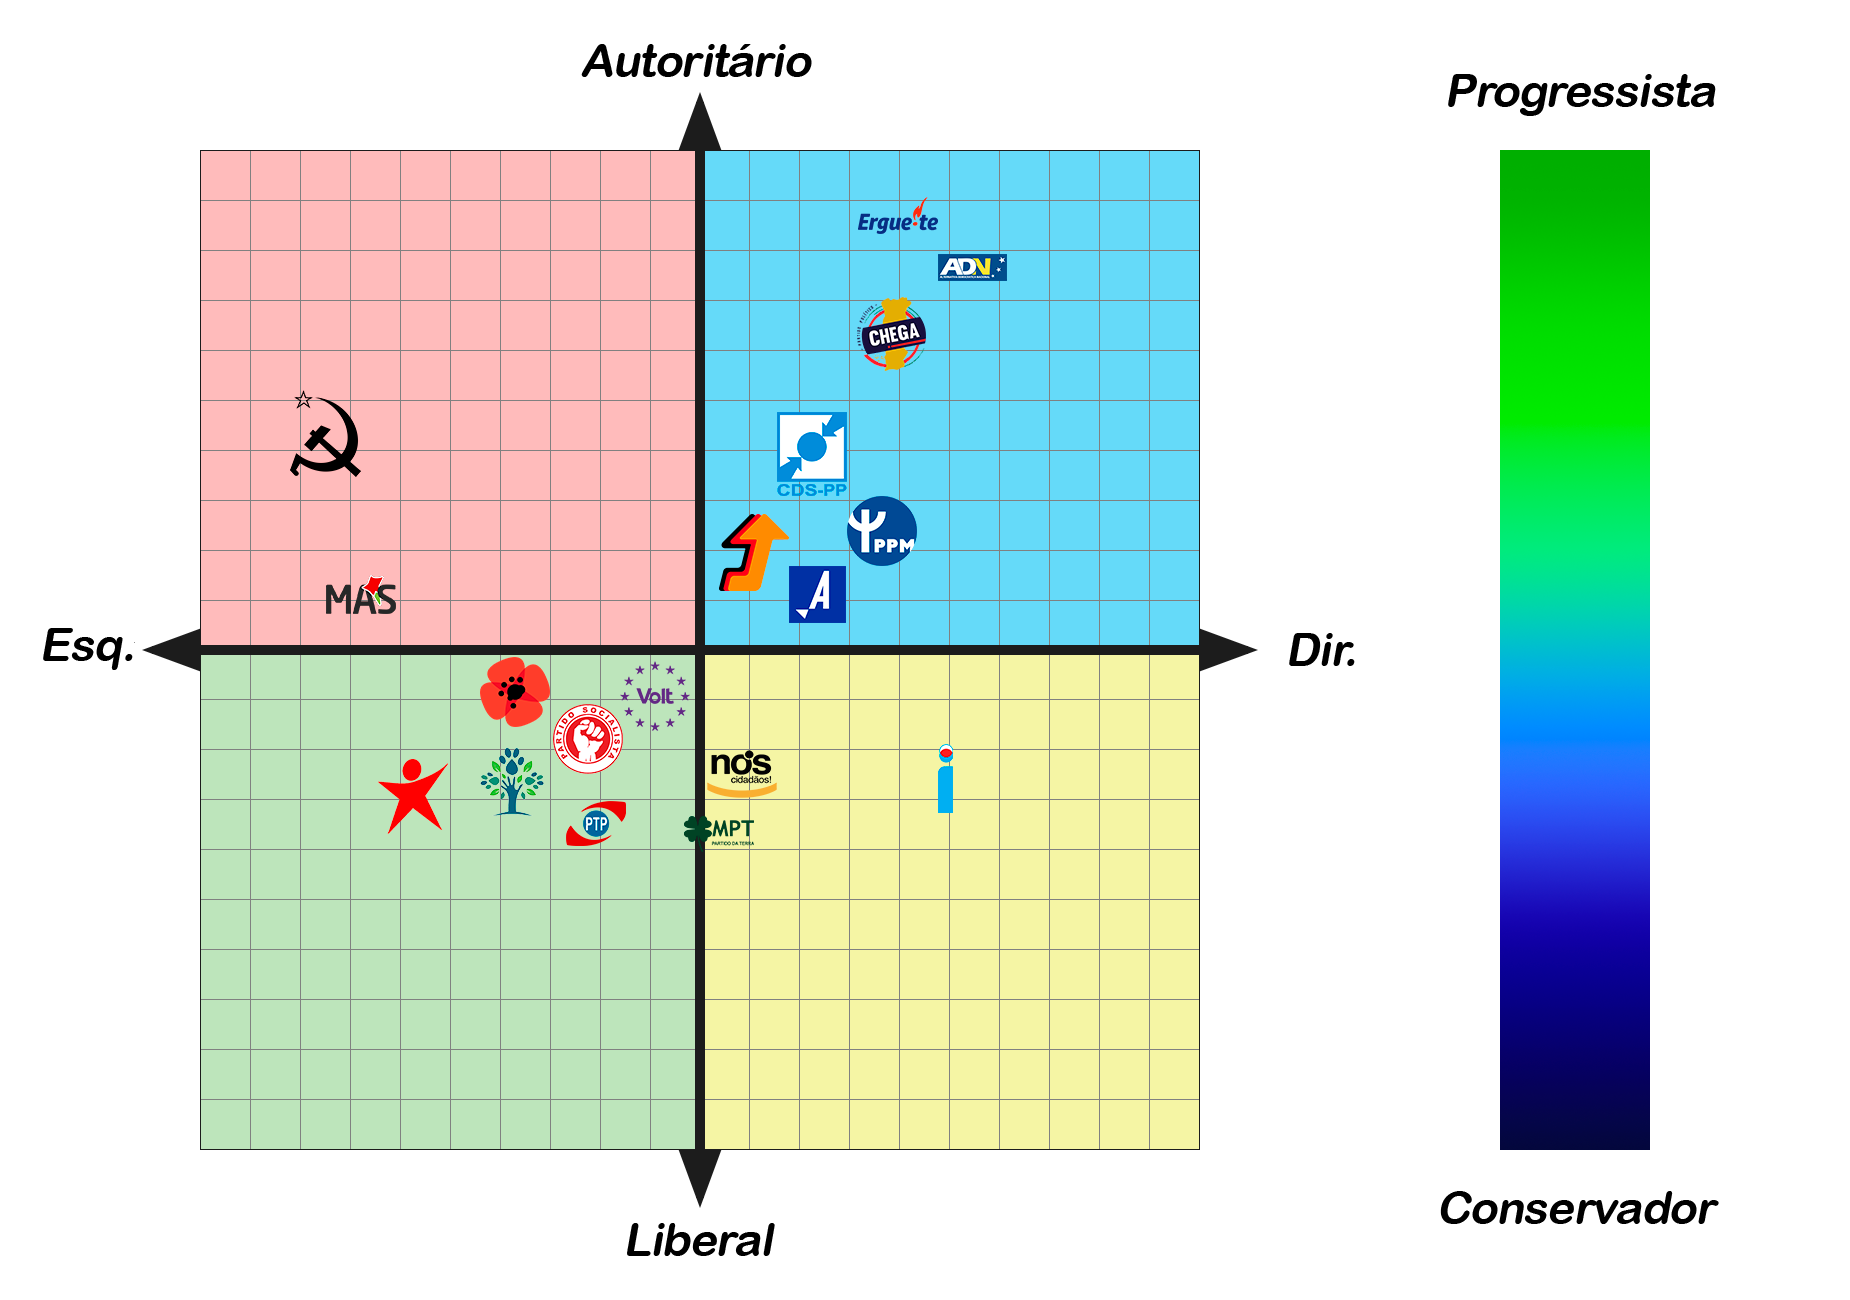 Autoritário
Progressista
Ergue-te
ADN
CHEGA
CDS-PP
PPM
A
MAS
Esq.
Dir.
Volt
PARTIDO SOCIALISTA
nós
cidadãos!
PTP
MPT
PARTIDO DA TERRA
Conservador
Liberal